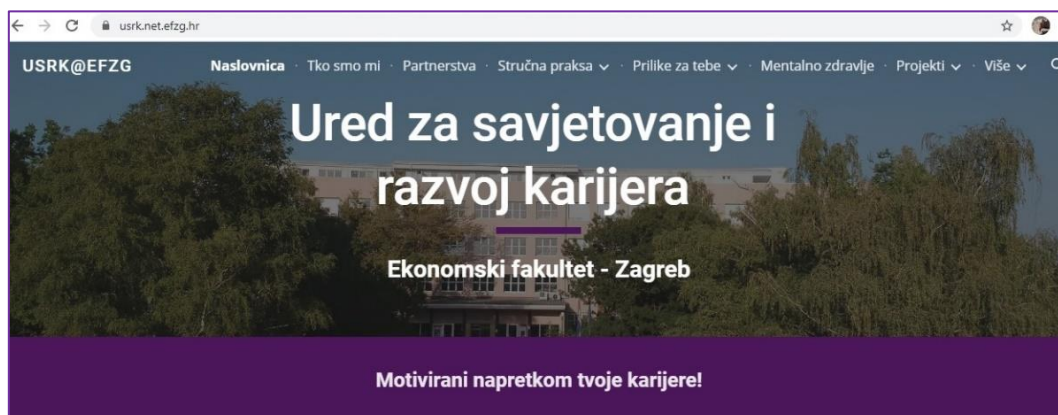 usrk.net.efzg.hr
USRK@EFZG Naslovnica · Tko smo mi · Partnerstva · Stručna praksa · Prilike za tebe · Mentalno zdravlje · Projekti · Više
Ured za savjetovanje i
razvoj karijera
Ekonomski fakultet - Zagreb
Motivirani napretkom tvoje karijere!